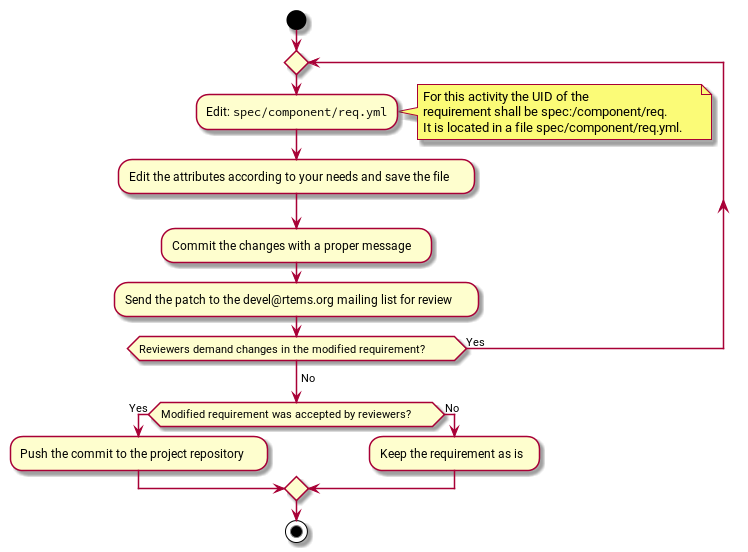 Edit: spec/component/req.yml
For this activity the UID of the
requirement shall be spec:/component/req.
It is located in a file spec/component/req.yml.
Edit the attributes according to your needs and save the file
Commit the changes with a proper message
Send the patch to the devel@rtems.org mailing list for review
Reviewers demand changes in the modified requirement?
Yes
No
Yes
Modified requirement was accepted by reviewers?
No
Push the commit to the project repository
Keep the requirement as is